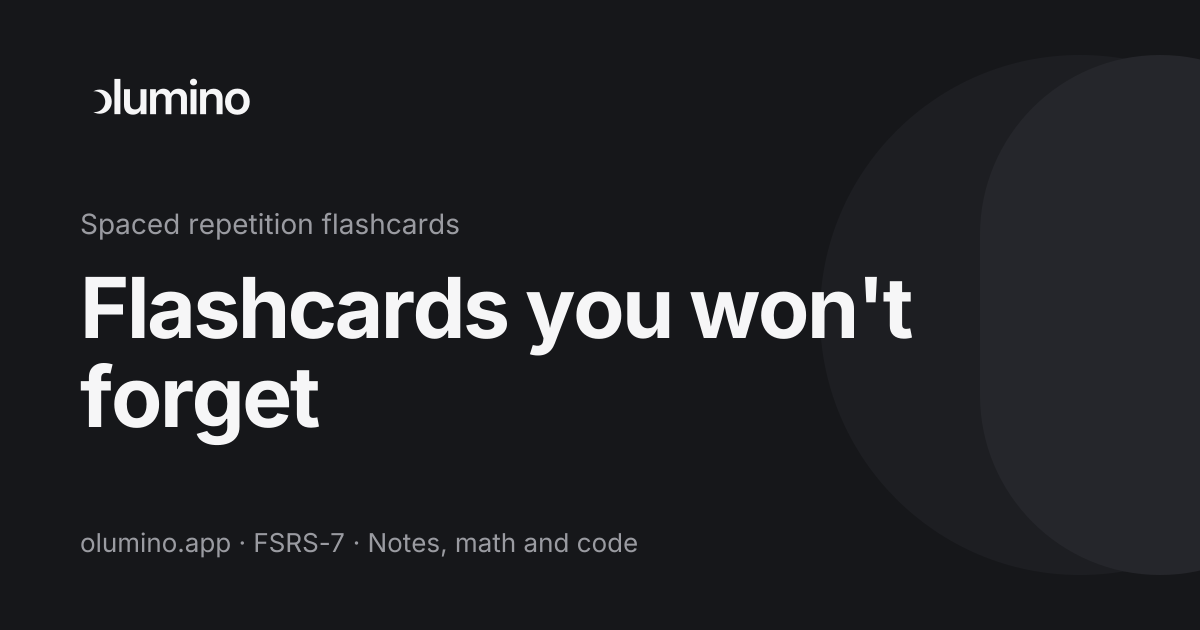 olumino
Spaced repetition flashcards
Flashcards you won't
forget
olumino.app · FSRS-7 · Notes, math and code